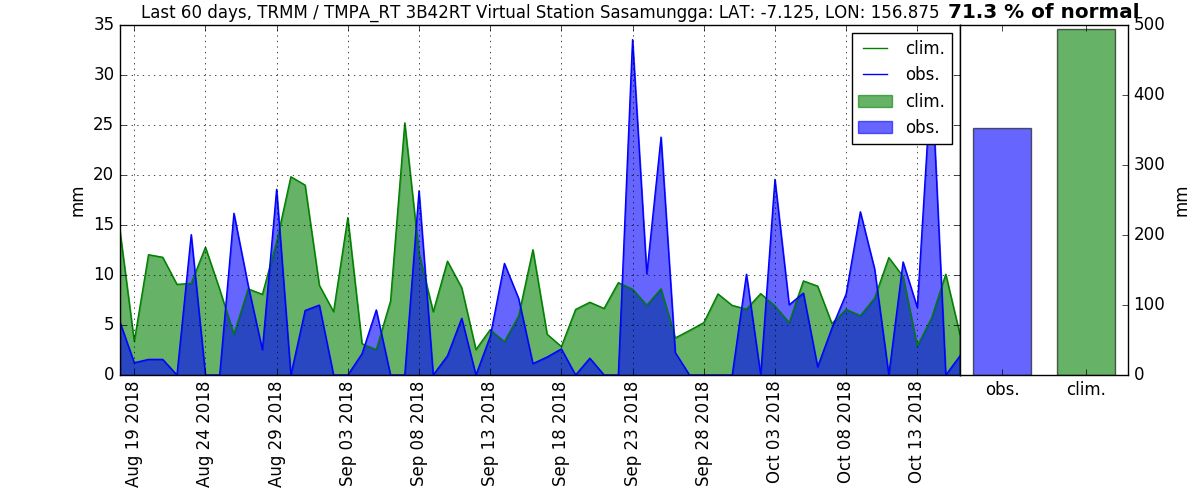 Last 60 days, TRMM / TMPA_RT 3B42RT Virtual Station Sasamungga: LAT: -7.125, LON: 156.875 71.3 % of normal
35
30
25
20
15
10
5
0
mm
clim.
obs.
clim.
obs.
500
400
300
200
100
0
mm
obs.
clim.
Aug 19 2018
Aug 24 2018
Aug 29 2018
Sep 03 2018
Sep 08 2018
Sep 13 2018
Sep 18 2018
Sep 23 2018
Sep 28 2018
Oct 03 2018
Oct 08 2018
Oct 13 2018